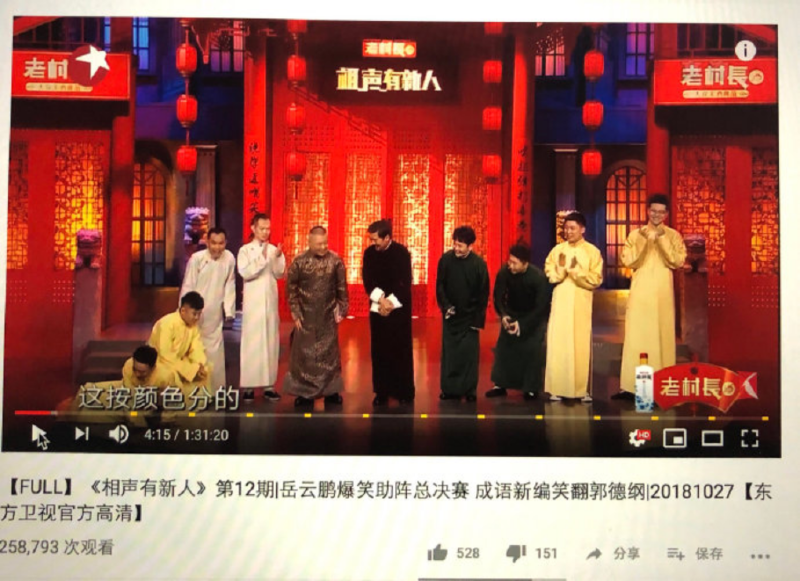 老村長
相声有新人
老村
老村長
这按颜色分的
老村長
4:15 / 1:31:20
HD
【FULL】《相声有新人》第12期|岳云鹏爆笑助阵总决赛 成语新编笑翻郭德纲|20181027【东
方卫视官方高清】
258,793 次观看
528
151
分享
保存